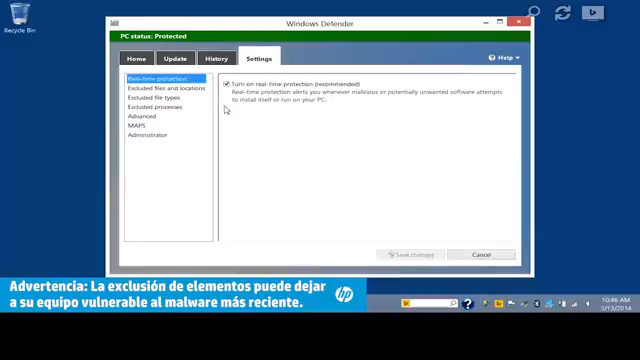 Recycle Bin
Windows Defender
PC status: Protected
Home
Update
History
Settings
Help
Real-time protection
Excluded files and locations
Excluded file types
Excluded processes
Advanced
MAPS
Administrator
Turn on real-time protection (recommended)
Real-time protection alerts you whenever malicious or potentially unwanted software attempts
to install itself or run on your PC.
Save changes
Cancel
Advertencia: La exclusión de elementos puede dejar
a su equipo vulnerable al malware más reciente.
hp
10:46 AM
7/13/2014